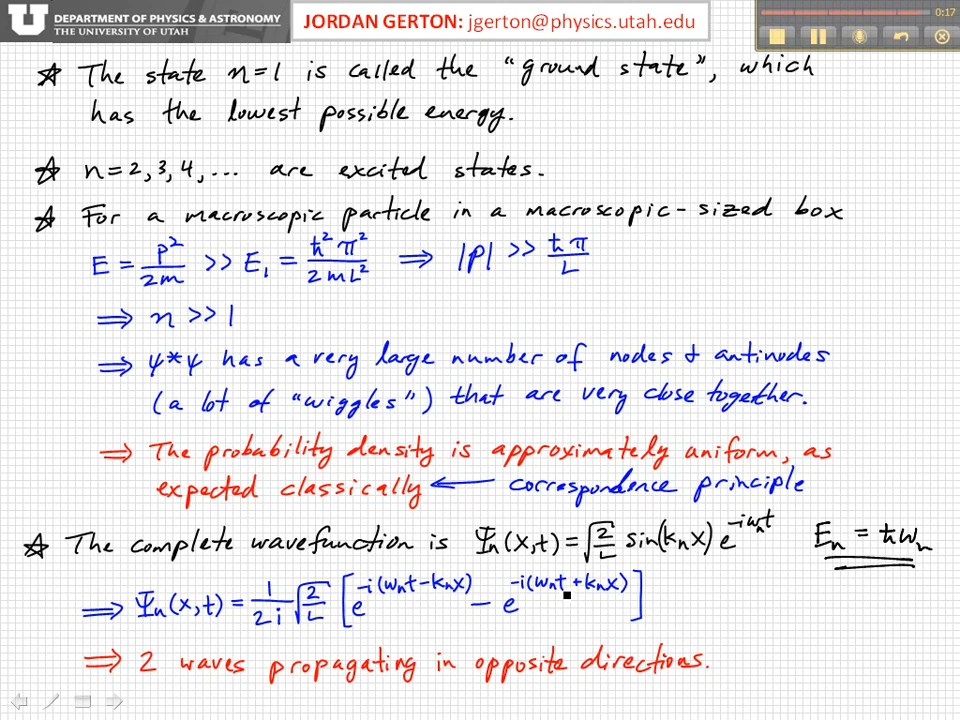 DEPARTMENT OF PHYSICS & ASTRONOMY
THE UNIVERSITY OF UTAH
JORDAN GERTON: jgerton@physics.utah.edu
0:17
☆ The state n=1 is called the "ground state", which
has the lowest possible energy.
☆ n=2,3,4,... are excited states.
☆ For a macroscopic particle in a macroscopic-sized box
E = p²/2m >> E₁ = ℏ²π²/2mL² ⟹ |p| >> ℏπ/L
⟹ n >> 1
⟹ ψ*ψ has a very large number of nodes & antinodes
(a lot of "wiggles") that are very close together.
⟹ The probability density is approximately uniform, as
expected classically ← correspondence principle
☆ The complete wavefunction is Ψₙ(x,t) = √(2/L) sin(kₙx) e^(-iωₙt) Eₙ = ℏωₙ
⟹ Ψₙ(x,t) = 1/2i √(2/L) [e^(-i(ωₙt-kₙx)) - e^(-i(ωₙt+kₙx))]
⟹ 2 waves propagating in opposite directions.